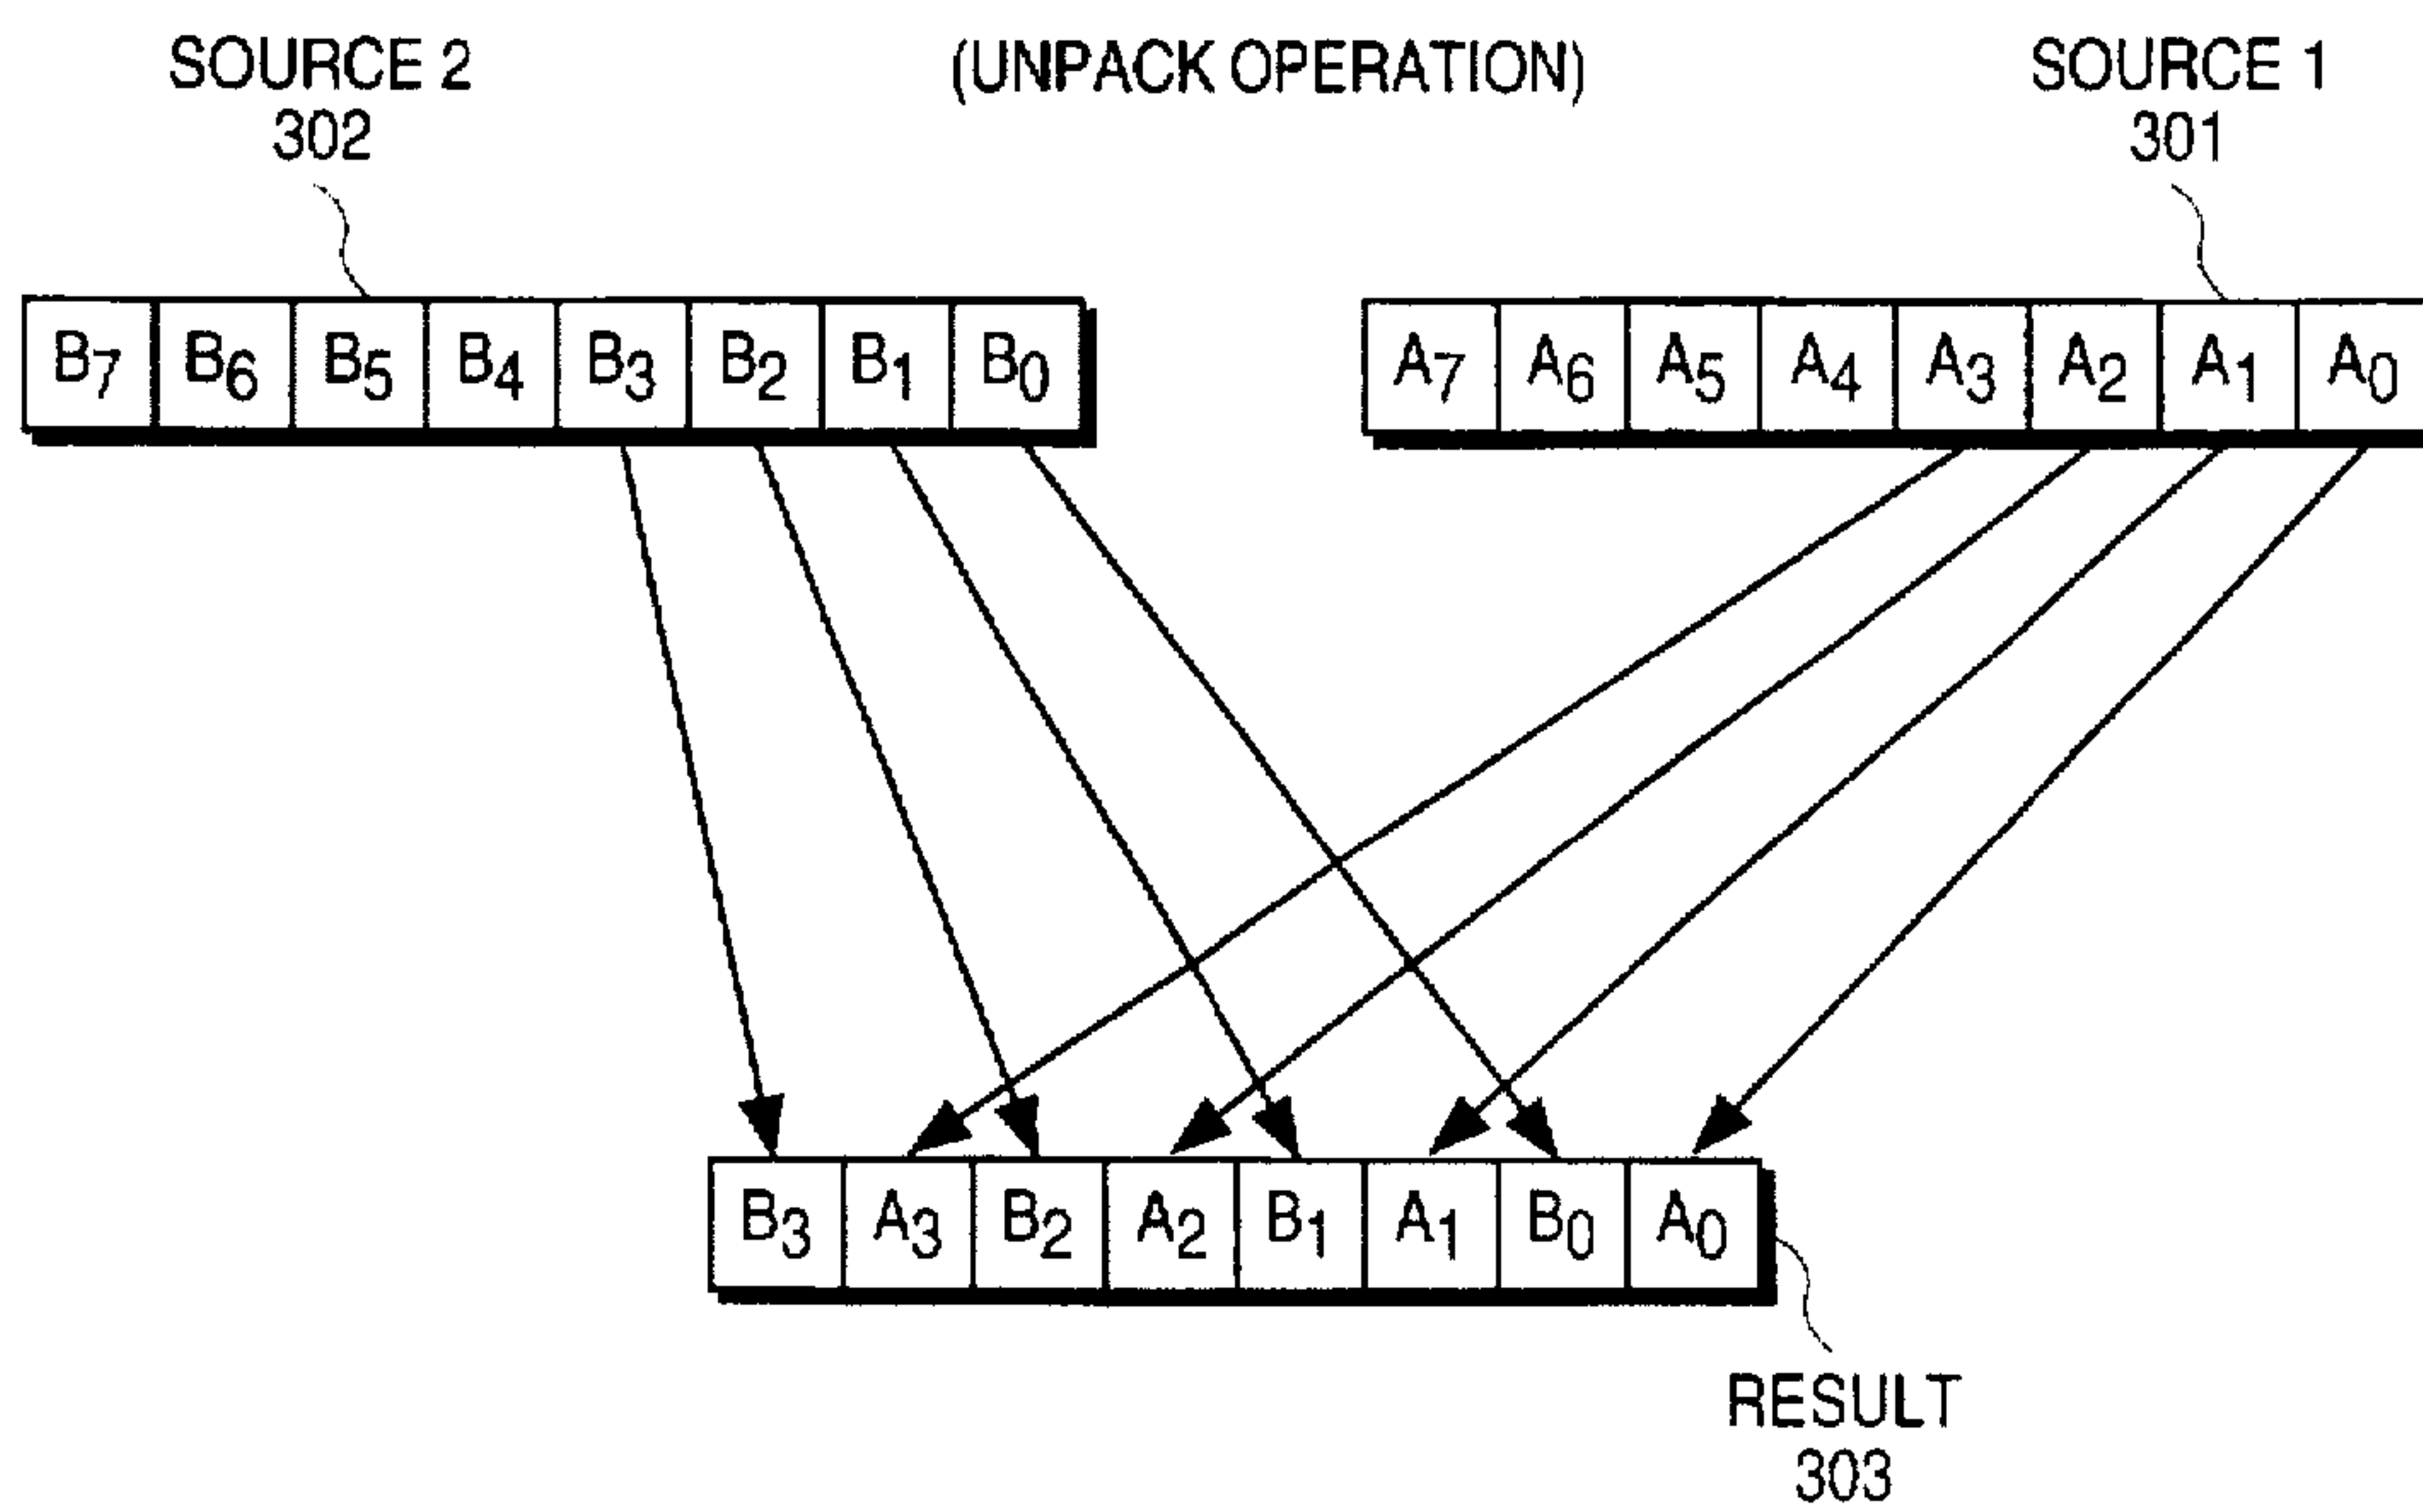 SOURCE 2 (UNPACK OPERATION) SOURCE 1
302 301
B7 B6 B5 B4 B3 B2 B1 B0 A7 A6 A5 A4 A3 A2 A1 A0
B3 A3 B2 A2 B1 A1 B0 A0
RESULT
303